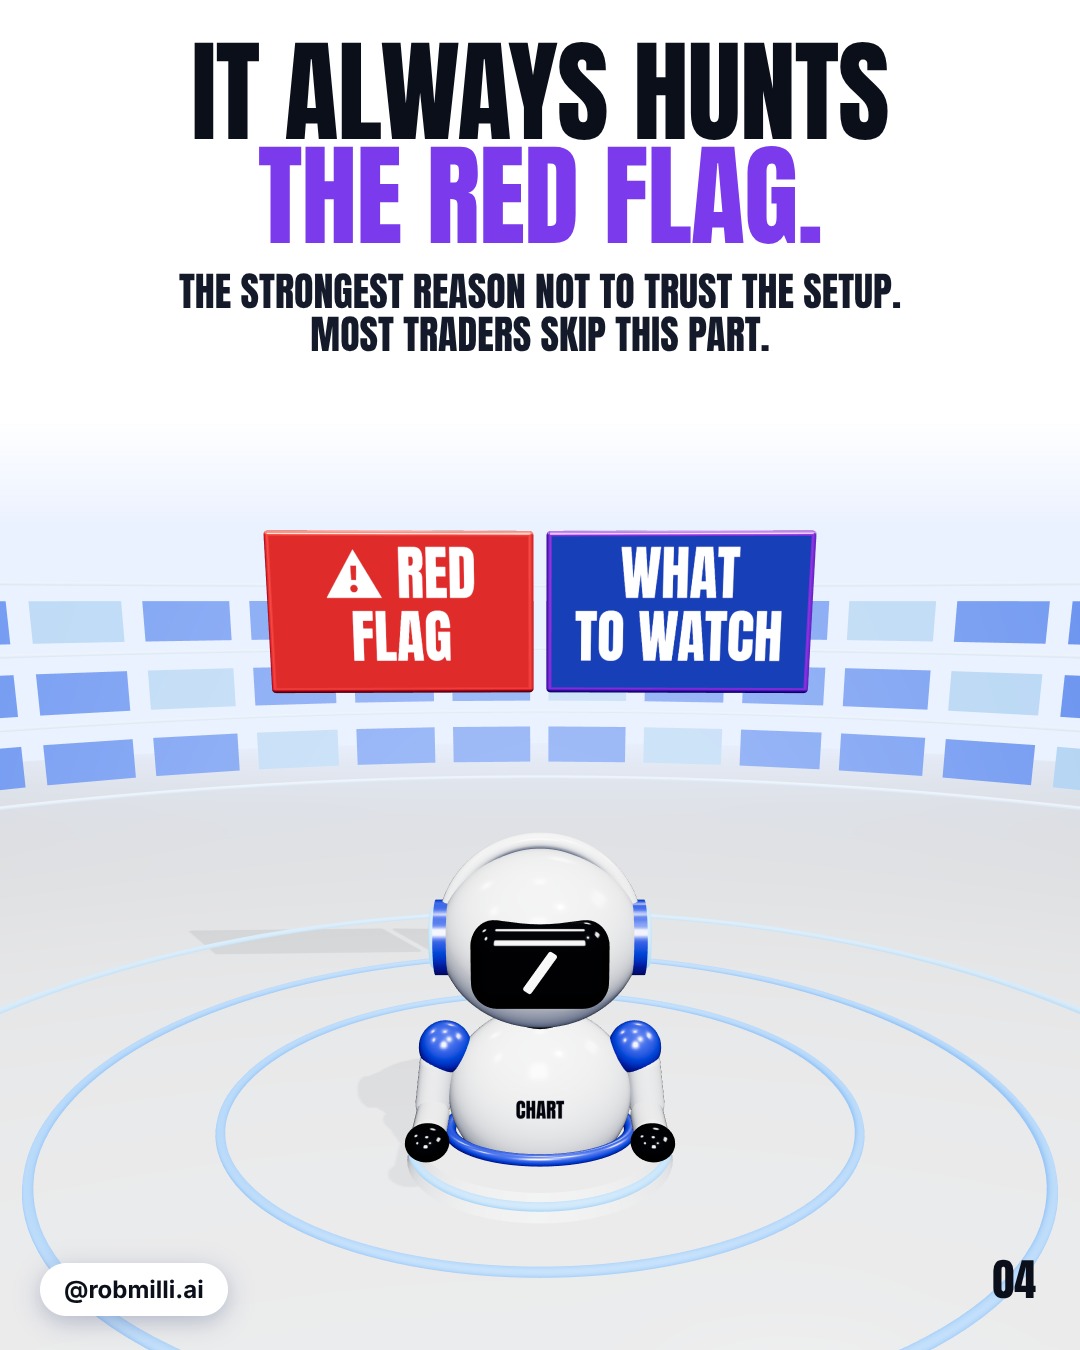 IT ALWAYS HUNTS
THE RED FLAG.
THE STRONGEST REASON NOT TO TRUST THE SETUP.
MOST TRADERS SKIP THIS PART.
RED
FLAG
WHAT
TO WATCH
CHART
@robmilli.ai
04